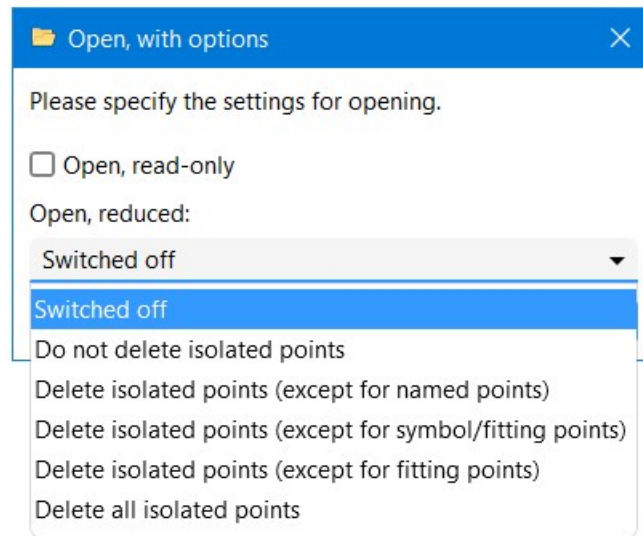 Open, with options
Please specify the settings for opening.
Open, read-only
Open, reduced:
Switched off
Switched off
Do not delete isolated points
Delete isolated points (except for named points)
Delete isolated points (except for symbol/fitting points)
Delete isolated points (except for fitting points)
Delete all isolated points